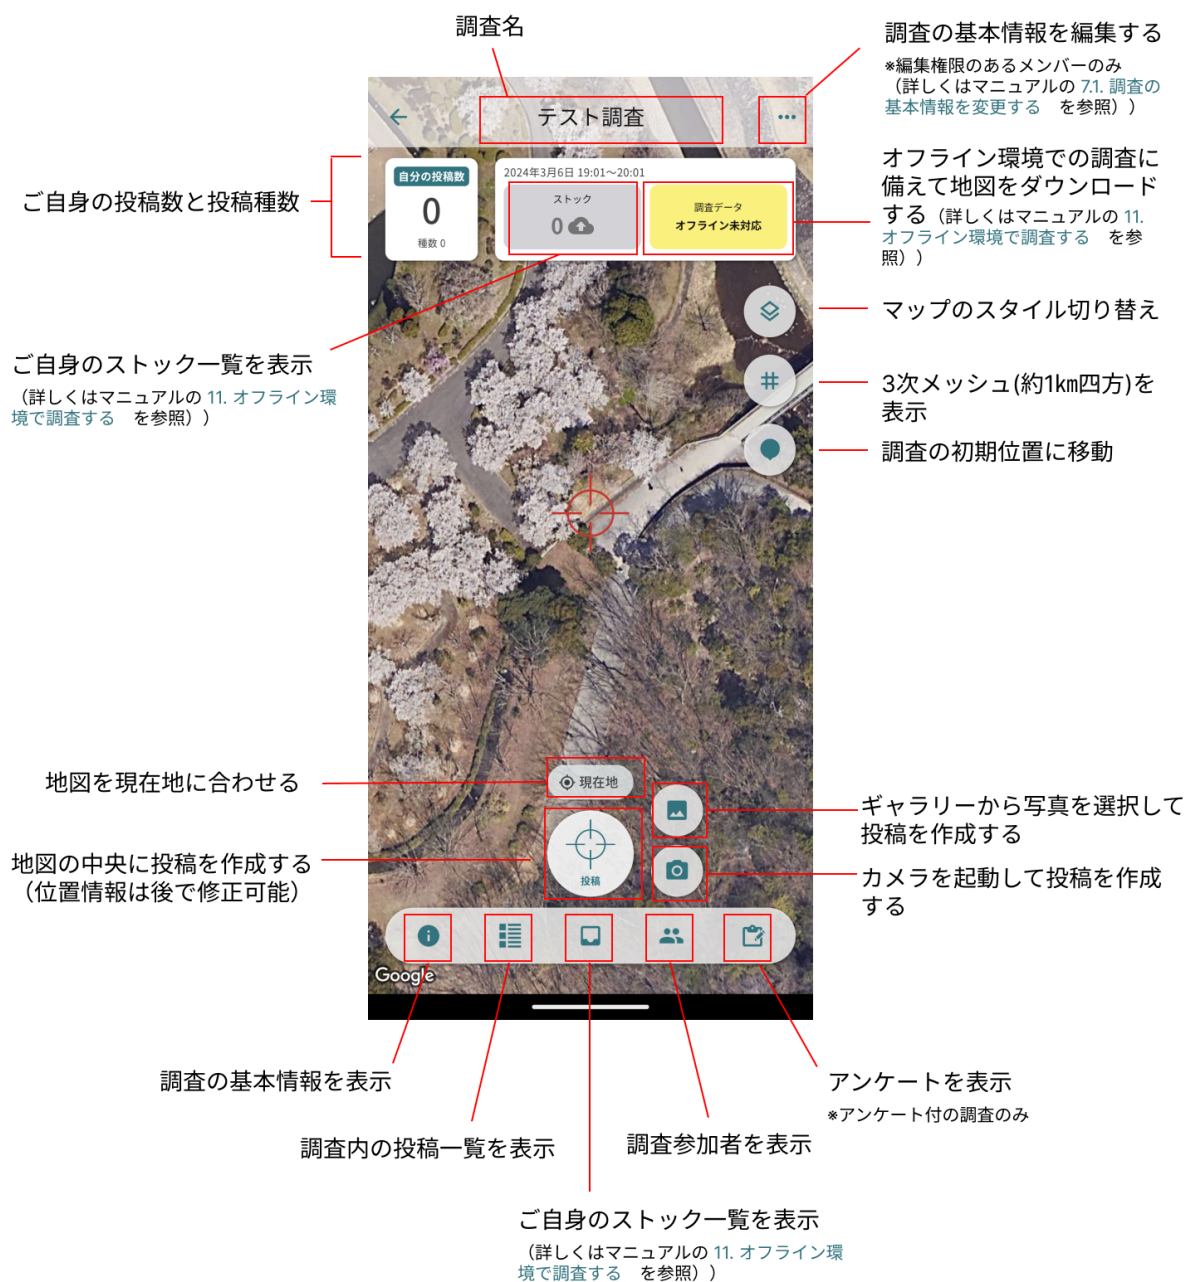 調査名
調査の基本情報を編集する
※編集権限のあるメンバーのみ
（詳しくはマニュアルの 7.1. 調査の
基本情報を変更する　を参照））
テスト調査
オフライン環境での調査に
備えて地図をダウンロード
する（詳しくはマニュアルの 11.
オフライン環境で調査する　を参
照））
ご自身の投稿数と投稿種数
自分の投稿数
0
種数 0
2024年3月6日 19:01〜20:01
ストック
0
調査データ
オフライン未対応
マップのスタイル切り替え
ご自身のストック一覧を表示
（詳しくはマニュアルの 11. オフライン環
境で調査する　を参照））
3次メッシュ(約1㎞四方)を
表示
調査の初期位置に移動
地図を現在地に合わせる
現在地
ギャラリーから写真を選択して
投稿を作成する
地図の中央に投稿を作成する
（位置情報は後で修正可能）
投稿
カメラを起動して投稿を作成
する
Google
調査の基本情報を表示
アンケートを表示
※アンケート付の調査のみ
調査内の投稿一覧を表示
調査参加者を表示
ご自身のストック一覧を表示
（詳しくはマニュアルの 11. オフライン環
境で調査する　を参照））